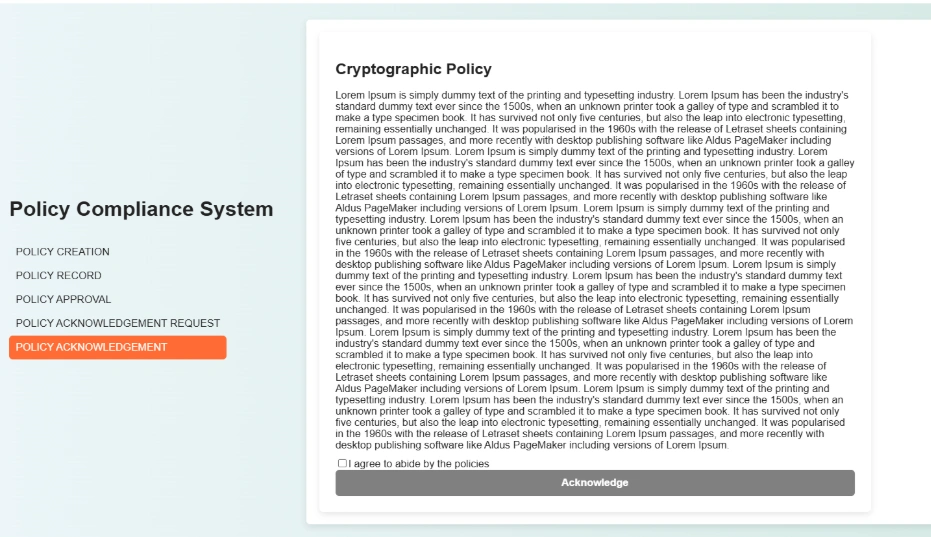 Policy Compliance System
POLICY CREATION
POLICY RECORD
POLICY APPROVAL
POLICY ACKNOWLEDGEMENT REQUEST
POLICY ACKNOWLEDGEMENT
Cryptographic Policy
Lorem Ipsum is simply dummy text of the printing and typesetting industry. Lorem Ipsum has been the industry's
standard dummy text ever since the 1500s, when an unknown printer took a galley of type and scrambled it to
make a type specimen book. It has survived not only five centuries, but also the leap into electronic typesetting,
remaining essentially unchanged. It was popularised in the 1960s with the release of Letraset sheets containing
Lorem Ipsum passages, and more recently with desktop publishing software like Aldus PageMaker including
versions of Lorem Ipsum. Lorem Ipsum is simply dummy text of the printing and typesetting industry. Lorem
Ipsum has been the industry's standard dummy text ever since the 1500s, when an unknown printer took a galley
of type and scrambled it to make a type specimen book. It has survived not only five centuries, but also the leap
into electronic typesetting, remaining essentially unchanged. It was popularised in the 1960s with the release of
Letraset sheets containing Lorem Ipsum passages, and more recently with desktop publishing software like
Aldus PageMaker including versions of Lorem Ipsum. Lorem Ipsum is simply dummy text of the printing and
typesetting industry. Lorem Ipsum has been the industry's standard dummy text ever since the 1500s, when an
unknown printer took a galley of type and scrambled it to make a type specimen book. It has survived not only
five centuries, but also the leap into electronic typesetting, remaining essentially unchanged. It was popularised
in the 1960s with the release of Letraset sheets containing Lorem Ipsum passages, and more recently with
desktop publishing software like Aldus PageMaker including versions of Lorem Ipsum. Lorem Ipsum is simply
dummy text of the printing and typesetting industry. Lorem Ipsum has been the industry's standard dummy text
ever since the 1500s, when an unknown printer took a galley of type and scrambled it to make a type specimen
book. It has survived not only five centuries, but also the leap into electronic typesetting, remaining essentially
unchanged. It was popularised in the 1960s with the release of Letraset sheets containing Lorem Ipsum
passages, and more recently with desktop publishing software like Aldus PageMaker including versions of Lorem
Ipsum. Lorem Ipsum is simply dummy text of the printing and typesetting industry. Lorem Ipsum has been the
industry's standard dummy text ever since the 1500s, when an unknown printer took a galley of type and
scrambled it to make a type specimen book. It has survived not only five centuries, but also the leap into
electronic typesetting, remaining essentially unchanged. It was popularised in the 1960s with the release of
Letraset sheets containing Lorem Ipsum passages, and more recently with desktop publishing software like
Aldus PageMaker including versions of Lorem Ipsum. Lorem Ipsum is simply dummy text of the printing and
typesetting industry. Lorem Ipsum has been the industry's standard dummy text ever since the 1500s, when an
unknown printer took a galley of type and scrambled it to make a type specimen book. It has survived not only
five centuries, but also the leap into electronic typesetting, remaining essentially unchanged. It was popularised
in the 1960s with the release of Letraset sheets containing Lorem Ipsum passages, and more recently with
desktop publishing software like Aldus PageMaker including versions of Lorem Ipsum.
I agree to abide by the policies
Acknowledge